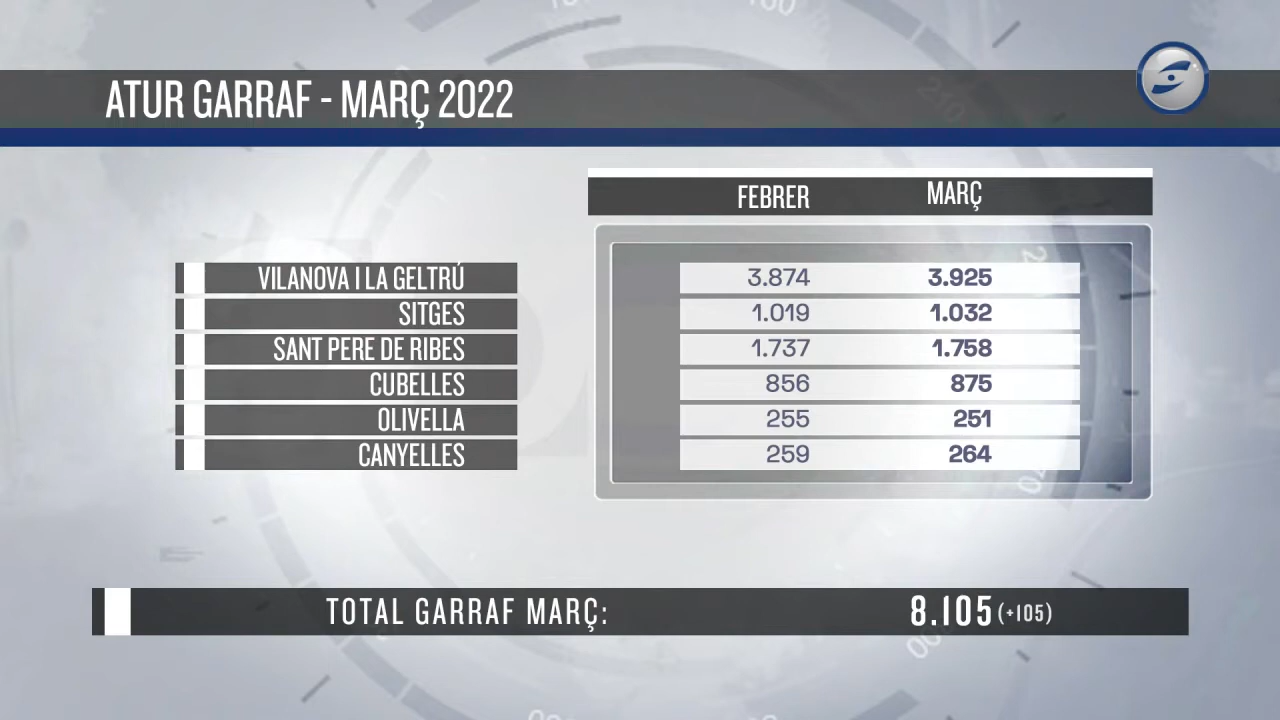 ATUR GARRAF - MARÇ 2022
FEBRER MARÇ
VILANOVA I LA GELTRÚ 3.874 3.925
SITGES 1.019 1.032
SANT PERE DE RIBES 1.737 1.758
CUBELLES 856 875
OLIVELLA 255 251
CANYELLES 259 264
TOTAL GARRAF MARÇ: 8.105 (+105)